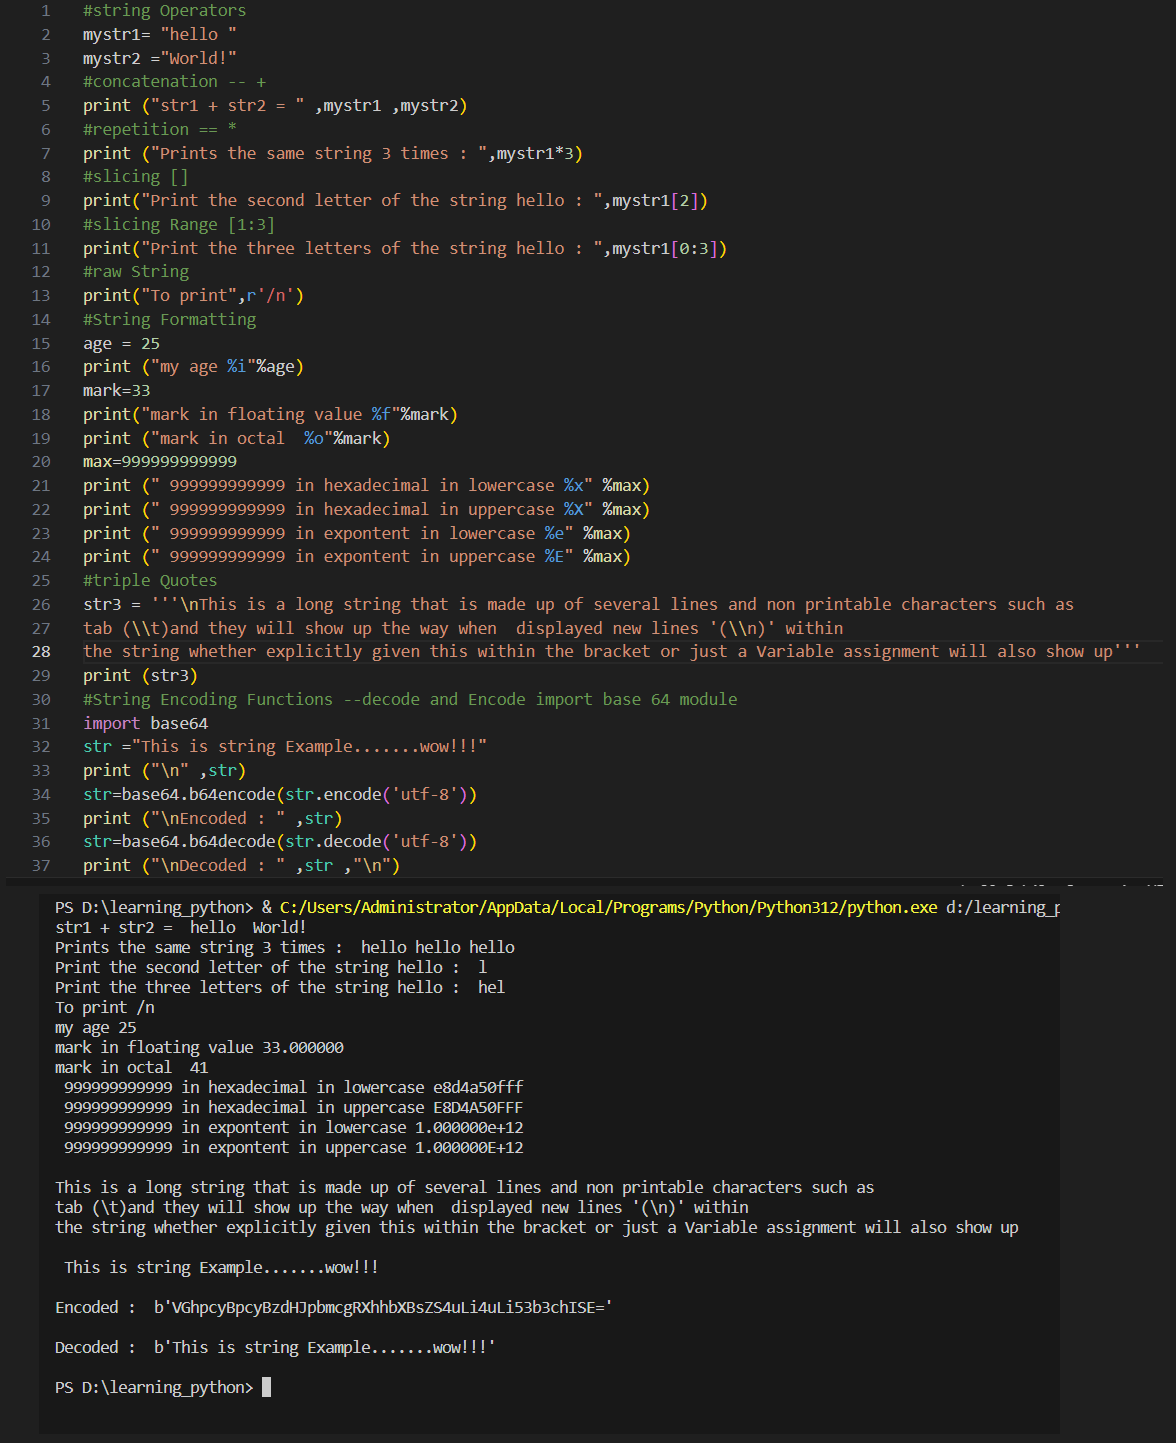 1 #string Operators
2 mystr1= "hello "
3 mystr2 ="World!"
4 #concatenation -- +
5 print ("str1 + str2 = " ,mystr1 ,mystr2)
6 #repetition == *
7 print ("Prints the same string 3 times : ",mystr1*3)
8 #slicing []
9 print("Print the second letter of the string hello : ",mystr1[2])
10 #slicing Range [1:3]
11 print("Print the three letters of the string hello : ",mystr1[0:3])
12 #raw String
13 print("To print",r'/n')
14 #String Formatting
15 age = 25
16 print ("my age %i"%age)
17 mark=33
18 print("mark in floating value %f"%mark)
19 print ("mark in octal  %o"%mark)
20 max=999999999999
21 print (" 999999999999 in hexadecimal in lowercase %x" %max)
22 print (" 999999999999 in hexadecimal in uppercase %X" %max)
23 print (" 999999999999 in expontent in lowercase %e" %max)
24 print (" 999999999999 in expontent in uppercase %E" %max)
25 #triple Quotes
26 str3 = '''\nThis is a long string that is made up of several lines and non printable characters such as
27 tab (\\t)and they will show up the way when  displayed new lines '(\\n)' within
28 the string whether explicitly given this within the bracket or just a Variable assignment will also show up'''
29 print (str3)
30 #String Encoding Functions --decode and Encode import base 64 module
31 import base64
32 str ="This is string Example.......wow!!!"
33 print ("\n" ,str)
34 str=base64.b64encode(str.encode('utf-8'))
35 print ("\nEncoded : " ,str)
36 str=base64.b64decode(str.decode('utf-8'))
37 print ("\nDecoded : " ,str ,"\n")
PS D:\learning_python> & C:/Users/Administrator/AppData/Local/Programs/Python/Python312/python.exe d:/learning_p
str1 + str2 =  hello  World!
Prints the same string 3 times :  hello hello hello
Print the second letter of the string hello :  l
Print the three letters of the string hello :  hel
To print /n
my age 25
mark in floating value 33.000000
mark in octal  41
 999999999999 in hexadecimal in lowercase e8d4a50fff
 999999999999 in hexadecimal in uppercase E8D4A50FFF
 999999999999 in expontent in lowercase 1.000000e+12
 999999999999 in expontent in uppercase 1.000000E+12
This is a long string that is made up of several lines and non printable characters such as
tab (\t)and they will show up the way when  displayed new lines '(\n)' within
the string whether explicitly given this within the bracket or just a Variable assignment will also show up
 This is string Example.......wow!!!
Encoded :  b'VGhpcyBpcyBzdHJpbmcgRXhhbXBsZS4uLi4uLi53b3chISE='
Decoded :  b'This is string Example.......wow!!!'
PS D:\learning_python>